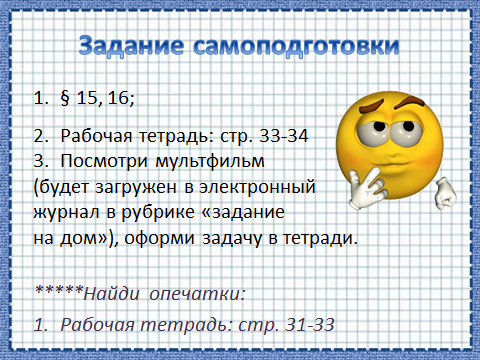 Задание самоподготовки
1. § 15, 16;
2. Рабочая тетрадь: стр. 33-34
3. Посмотри мультфильм
(будет загружен в электронный
журнал в рубрике «задание
на дом»), оформи задачу в тетради.
*****Найди опечатки:
1. Рабочая тетрадь: стр. 31-33